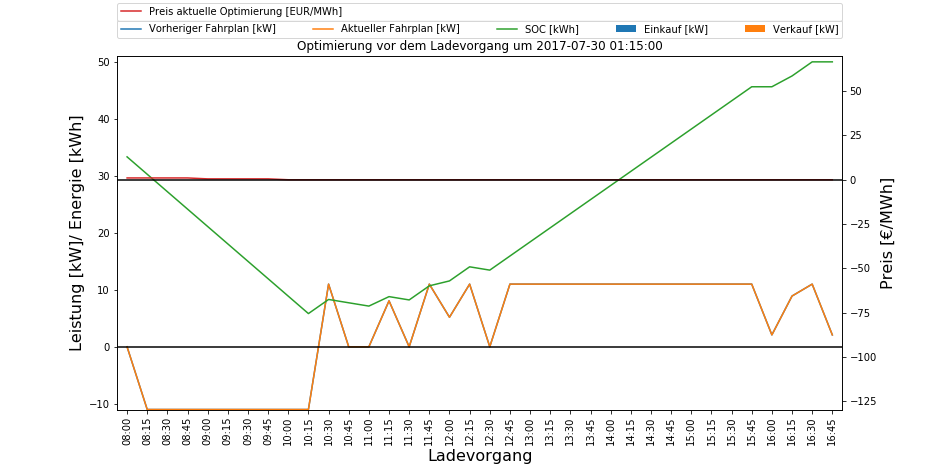 Preis aktuelle Optimierung [EUR/MWh]
Vorheriger Fahrplan [kW] Aktueller Fahrplan [kW] SOC [kWh] Einkauf [kW] Verkauf [kW]
Optimierung vor dem Ladevorgang um 2017-07-30 01:15:00
Leistung [kW]/ Energie [kWh]
50
40
30
20
10
0
−10
50
25
0
−25
−50
−75
−100
−125
Preis [€/MWh]
08:00 08:15 08:30 08:45 09:00 09:15 09:30 09:45 10:00 10:15 10:30 10:45 11:00 11:15 11:30 11:45 12:00 12:15 12:30 12:45 13:00 13:15 13:30 13:45 14:00 14:15 14:30 14:45 15:00 15:15 15:30 15:45 16:00 16:15 16:30 16:45
Ladevorgang